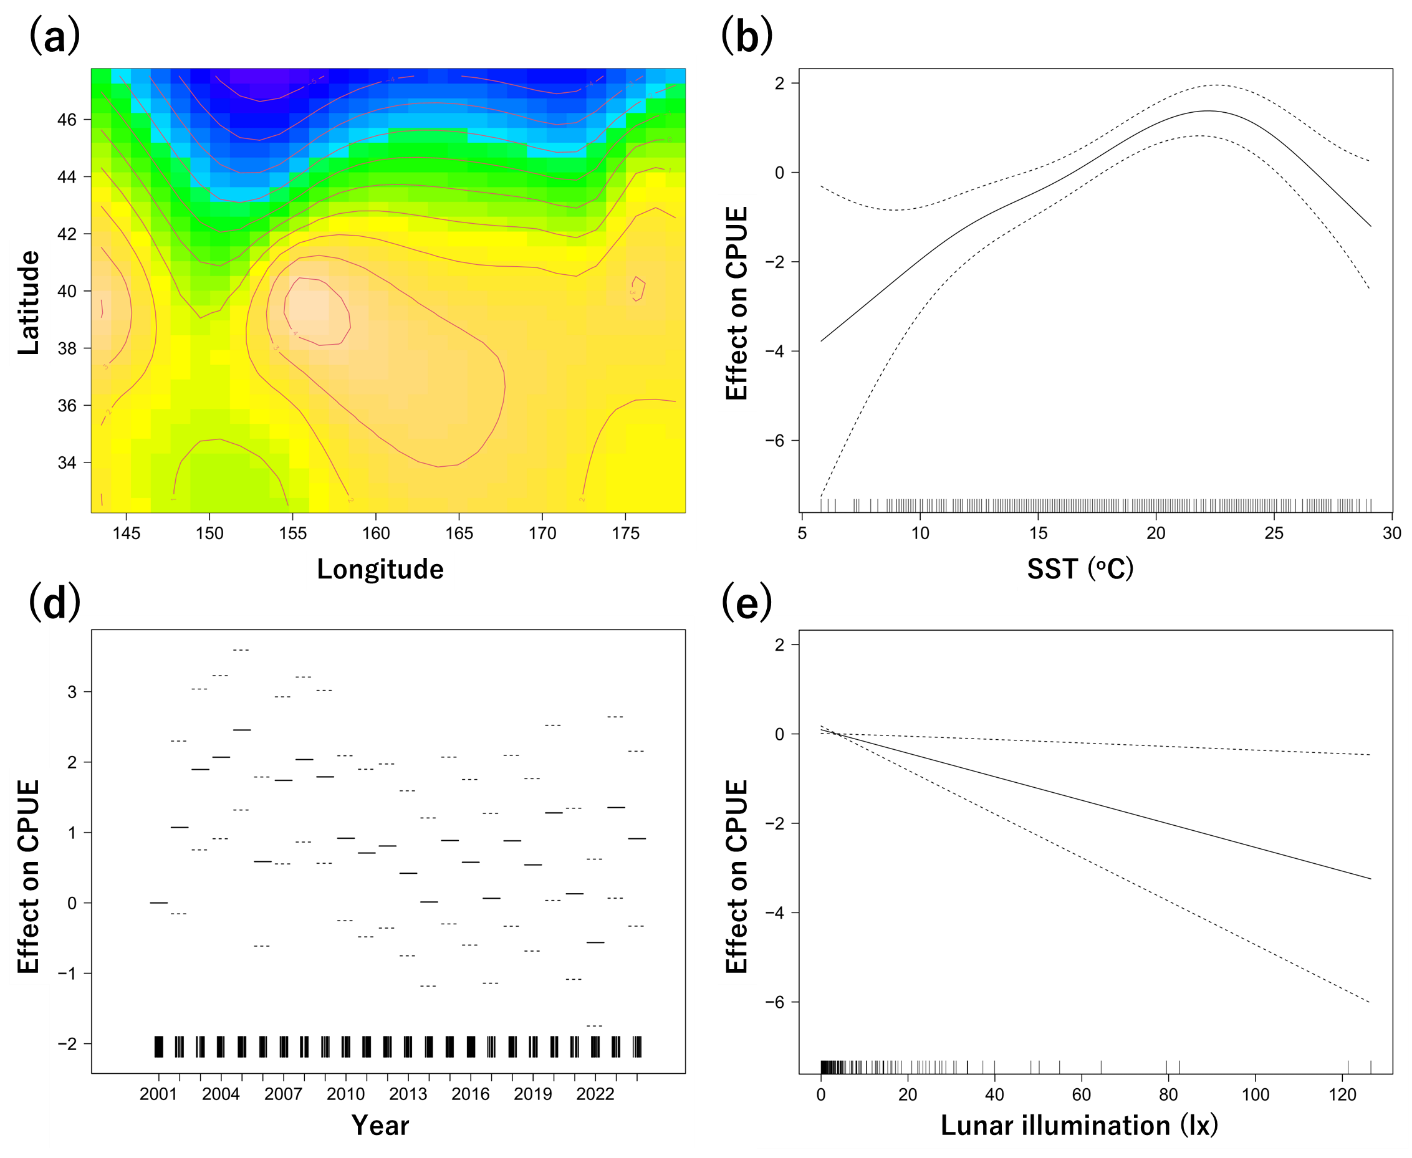 (a)
46
44
42
40
38
36
34
Latitude
145 150 155 160 165 170 175
Longitude
(b)
2
0
−2
−4
−6
Effect on CPUE
5 10 15 20 25 30
SST (°C)
(d)
3
2
1
0
−1
−2
Effect on CPUE
2001 2004 2007 2010 2013 2016 2019 2022
Year
(e)
2
0
−2
−4
−6
Effect on CPUE
0 20 40 60 80 100 120
Lunar illumination (lx)